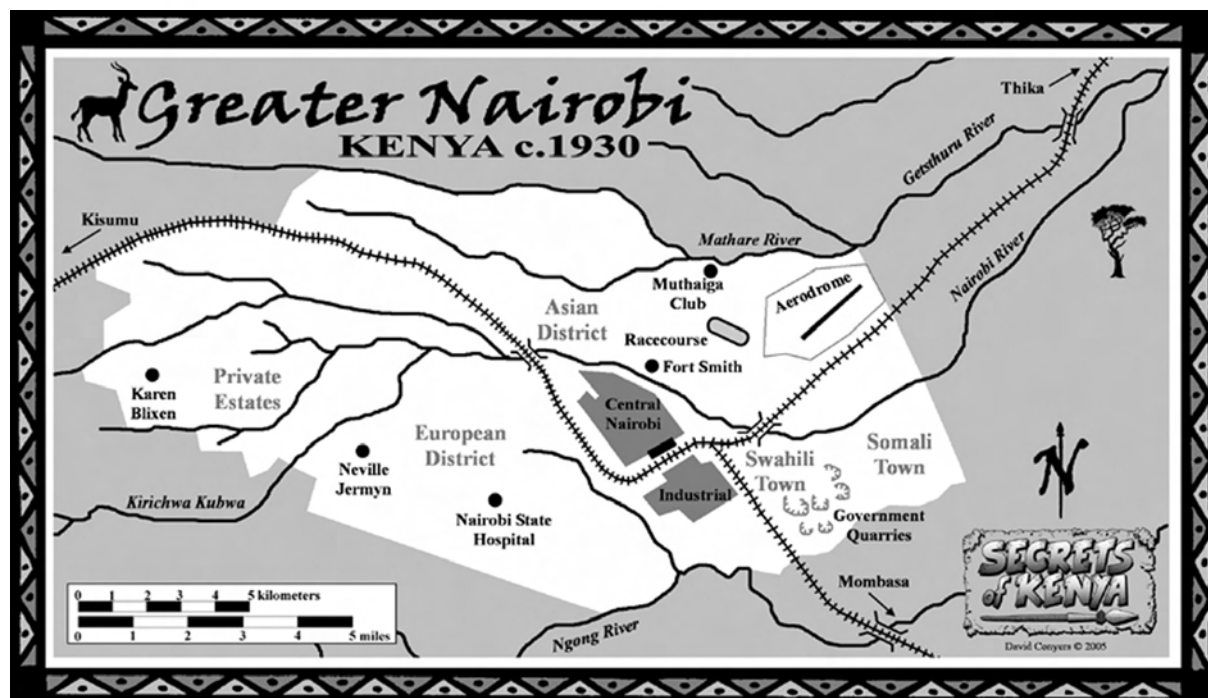 Greater Nairobi
KENYA c.1930
Thika
Getsthuru River
Kisumu
Mathare River
Nairobi River
Muthaiga
Club
Aerodrome
Asian
District
Racecourse
Fort Smith
Private
Estates
Karen
Blixen
Central
Nairobi
European
District
Somali
Town
Swahili
Town
Neville
Jermyn
Industrial
Kirichwa Kubwa
Nairobi State
Hospital
Government
Quarries
N
SECRETS
of KENYA
Mombasa
0 1 2 3 4 5 kilometers
0 1 2 3 4 5 miles
Ngong River
David Conyers © 2005